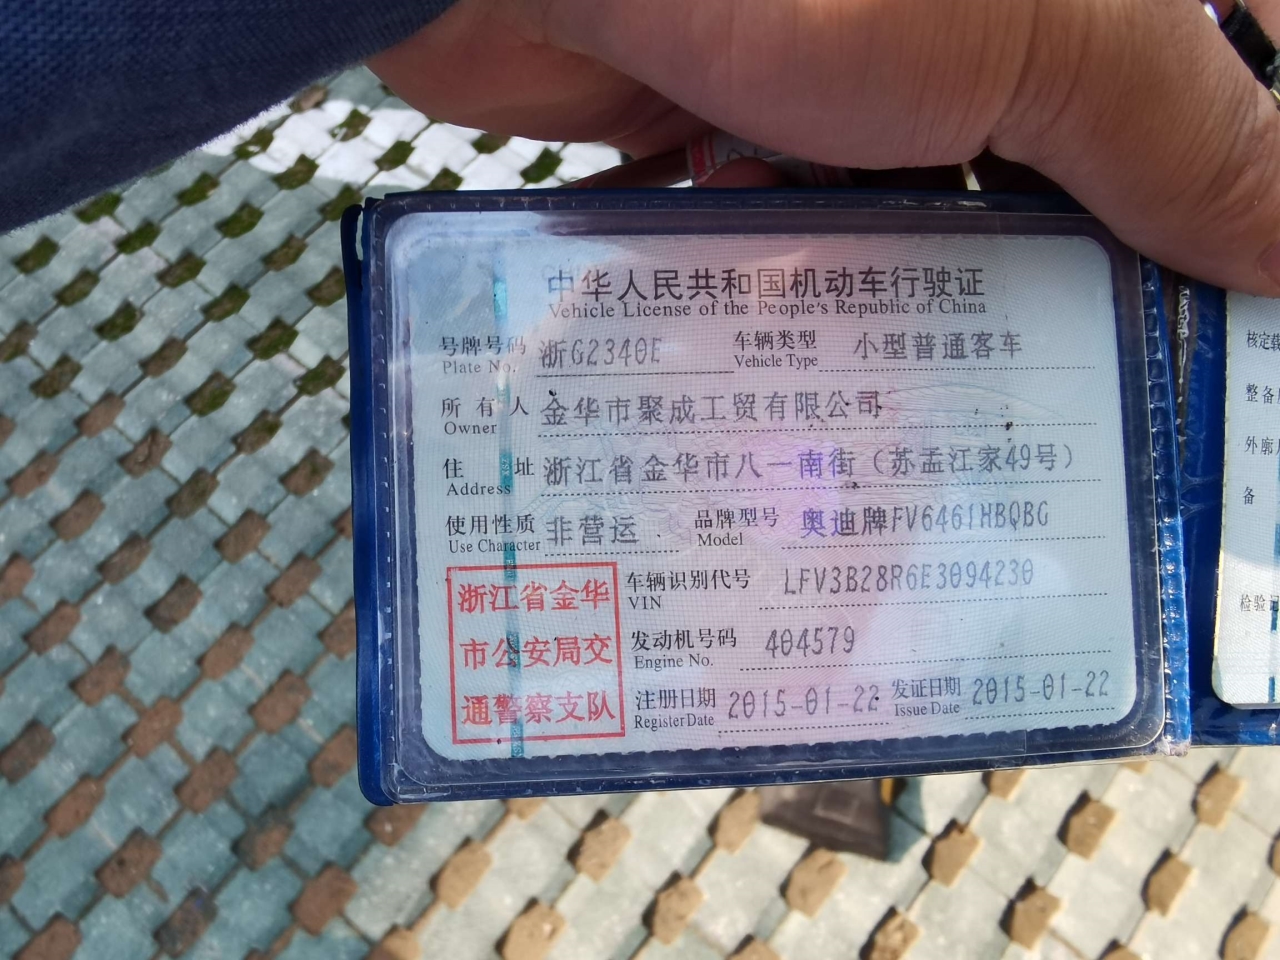 中华人民共和国机动车行驶证
Vehicle License of the People's Republic of China
号牌号码 浙G2340E 车辆类型 小型普通客车
Plate No. Vehicle Type
所有人 金华市聚成工贸有限公司
Owner
住址 浙江省金华市八一南街（苏孟江家49号）
Address
使用性质 非营运 品牌型号 奥迪牌FV6461HBQBG
Use Character Model
浙江省金华
市公安局交
通警察支队
车辆识别代号 LFV3B28R6E3094230
VIN
发动机号码 404579
Engine No.
注册日期 2015-01-22 发证日期 2015-01-22
Register Date Issue Date
核定载
整备
外廓
备
检验